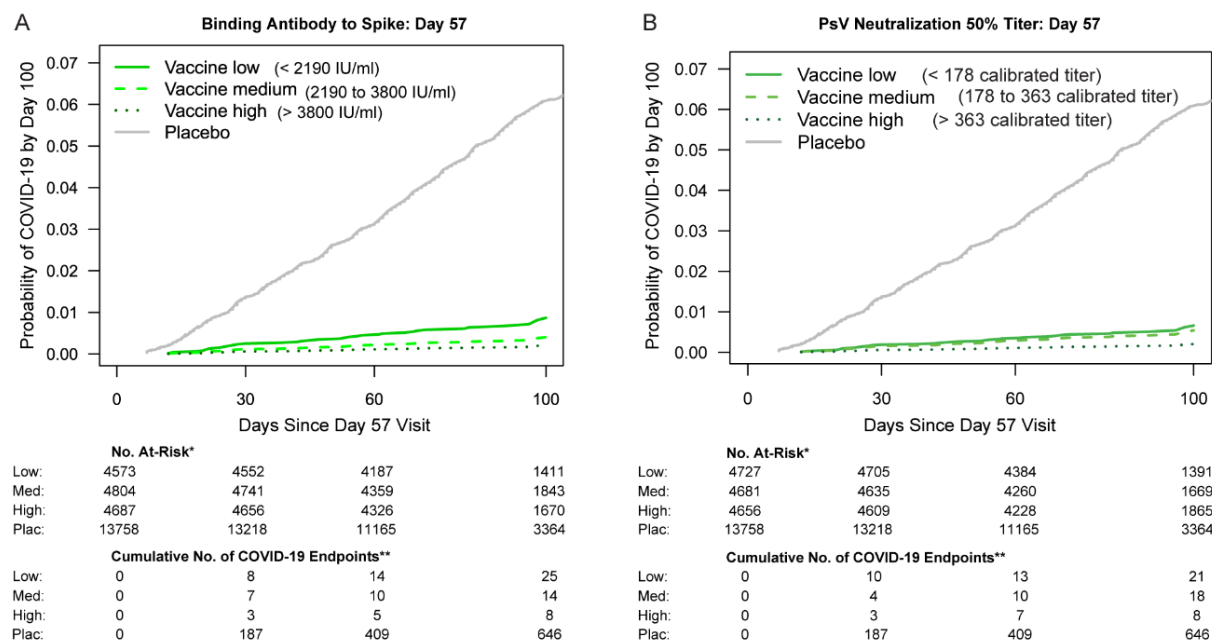 A
Binding Antibody to Spike: Day 57
Probability of COVID-19 by Day 100
0.07
0.06
0.05
0.04
0.03
0.02
0.01
0.00
Vaccine low (< 2190 IU/ml)
Vaccine medium (2190 to 3800 IU/ml)
Vaccine high (> 3800 IU/ml)
Placebo
0 30 60 100
Days Since Day 57 Visit
No. At-Risk*
Low: 4573 4552 4187 1411
Med: 4804 4741 4359 1843
High: 4687 4656 4326 1670
Plac: 13758 13218 11165 3364
Cumulative No. of COVID-19 Endpoints**
Low: 0 8 14 25
Med: 0 7 10 14
High: 0 3 5 8
Plac: 0 187 409 646
B
PsV Neutralization 50% Titer: Day 57
Probability of COVID-19 by Day 100
0.07
0.06
0.05
0.04
0.03
0.02
0.01
0.00
Vaccine low (< 178 calibrated titer)
Vaccine medium (178 to 363 calibrated titer)
Vaccine high (> 363 calibrated titer)
Placebo
0 30 60 100
Days Since Day 57 Visit
No. At-Risk*
Low: 4727 4705 4384 1391
Med: 4681 4635 4260 1669
High: 4656 4609 4228 1865
Plac: 13758 13218 11165 3364
Cumulative No. of COVID-19 Endpoints**
Low: 0 10 13 21
Med: 0 4 10 18
High: 0 3 7 8
Plac: 0 187 409 646